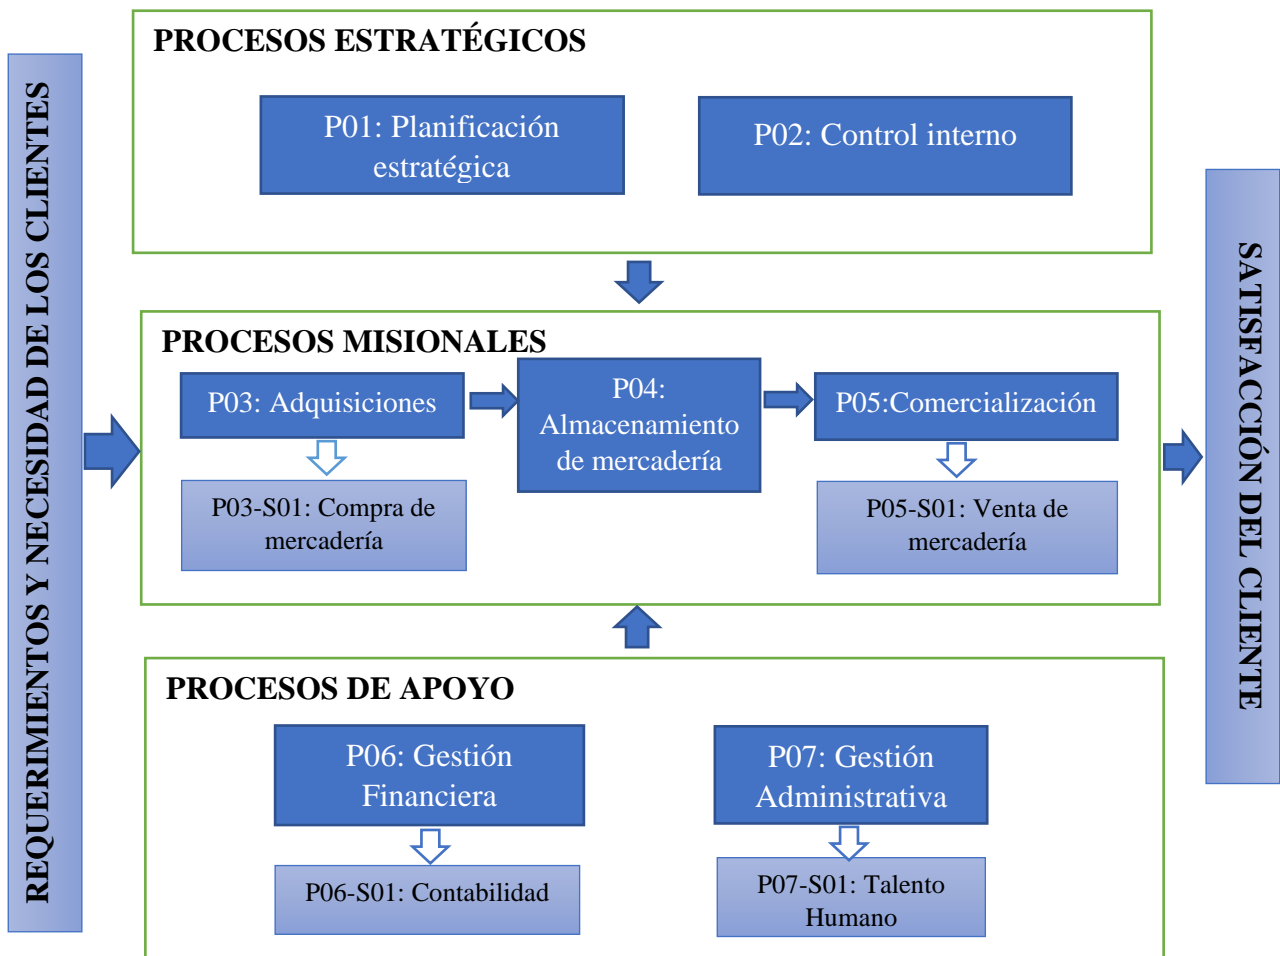 REQUERIMIENTOS Y NECESIDAD DE LOS CLIENTES
PROCESOS ESTRATÉGICOS
P01: Planificación
estratégica
P02: Control interno
PROCESOS MISIONALES
P03: Adquisiciones
P04:
Almacenamiento
de mercadería
P05:Comercialización
P03-S01: Compra de
mercadería
P05-S01: Venta de
mercadería
PROCESOS DE APOYO
P06: Gestión
Financiera
P07: Gestión
Administrativa
P06-S01: Contabilidad
P07-S01: Talento
Humano
SATISFACCIÓN DEL CLIENTE